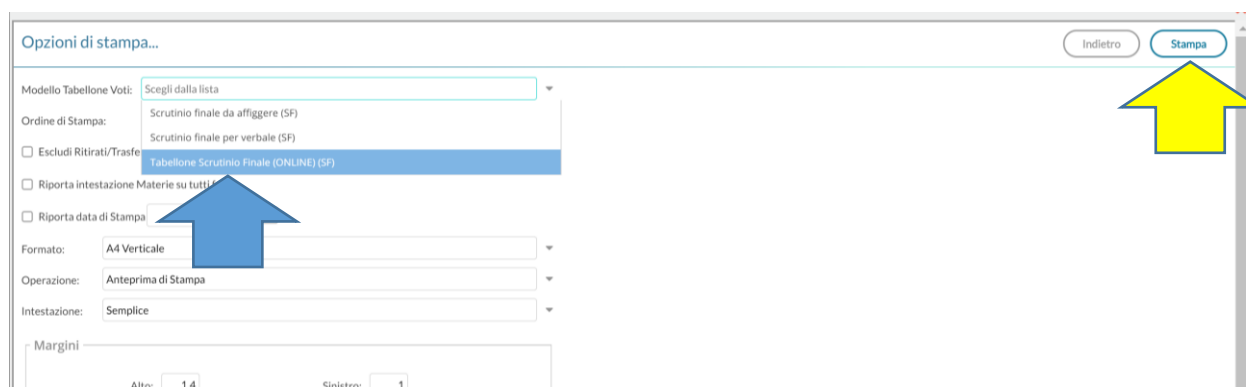 Opzioni di stampa...
Indietro
Stampa
Modello Tabellone Voti: Scegli dalla lista
Scrutinio finale da affiggere (SF)
Ordine di Stampa:
Scrutinio finale per verbale (SF)
Escludi Ritirati/Trasfe
Tabellone Scrutinio Finale (ONLINE) (SF)
Riporta intestazione Materie su tutti
Riporta data di Stampa
Formato: A4 Verticale
Operazione: Anteprima di Stampa
Intestazione: Semplice
Margini
Alto: 1.4 Sinistro: 1